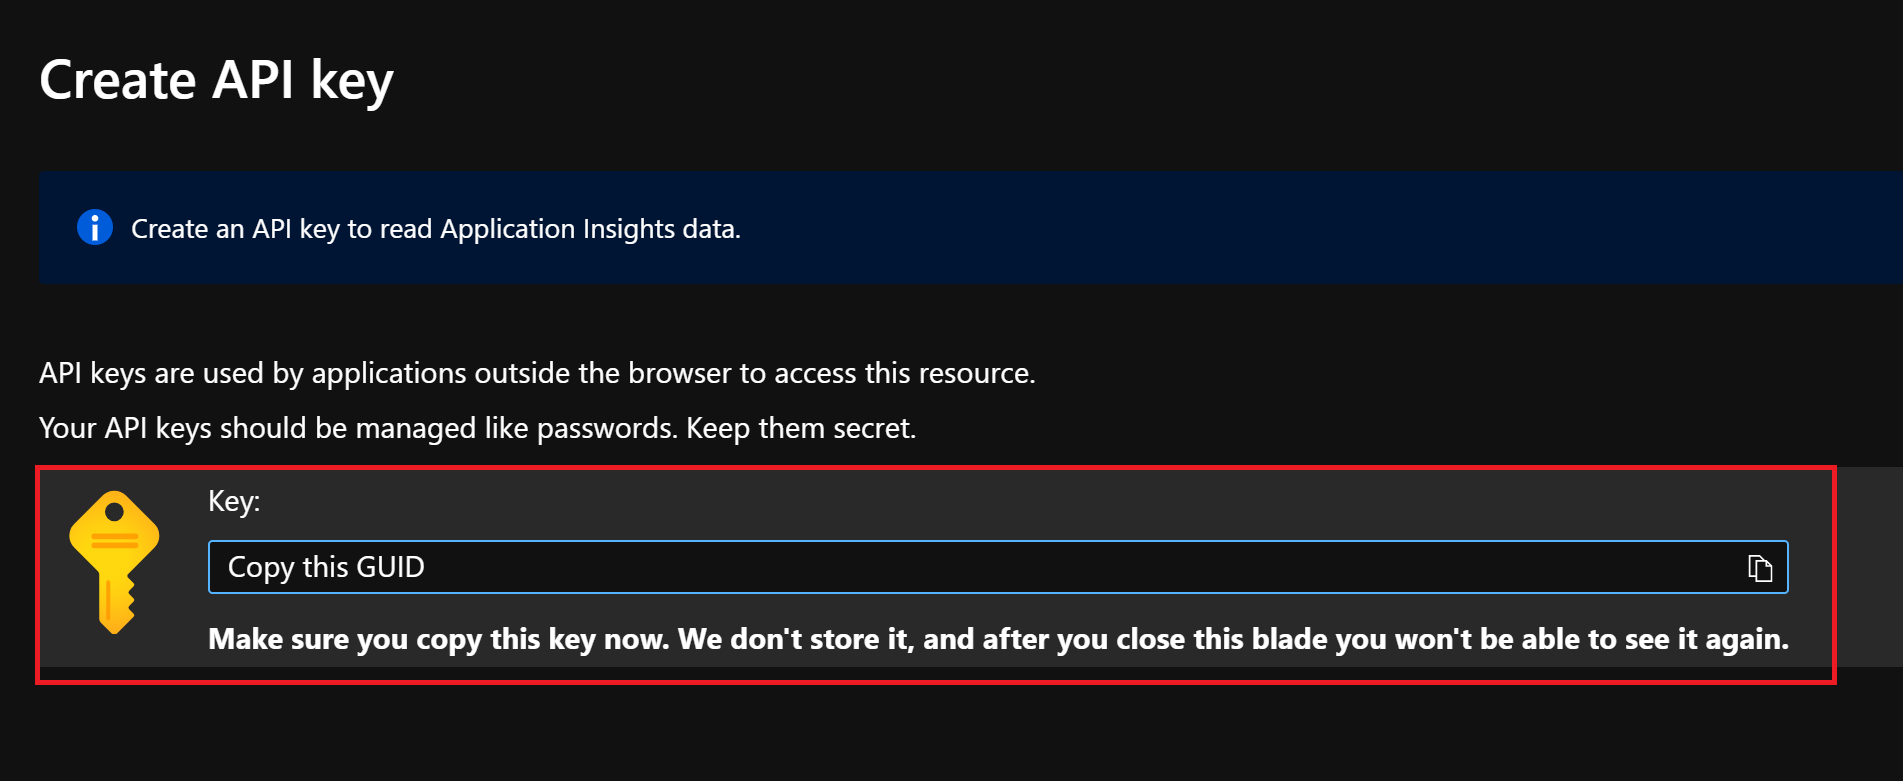 Create API key
Create an API key to read Application Insights data.
API keys are used by applications outside the browser to access this resource.
Your API keys should be managed like passwords. Keep them secret.
Key:
Copy this GUID
Make sure you copy this key now. We don't store it, and after you close this blade you won't be able to see it again.